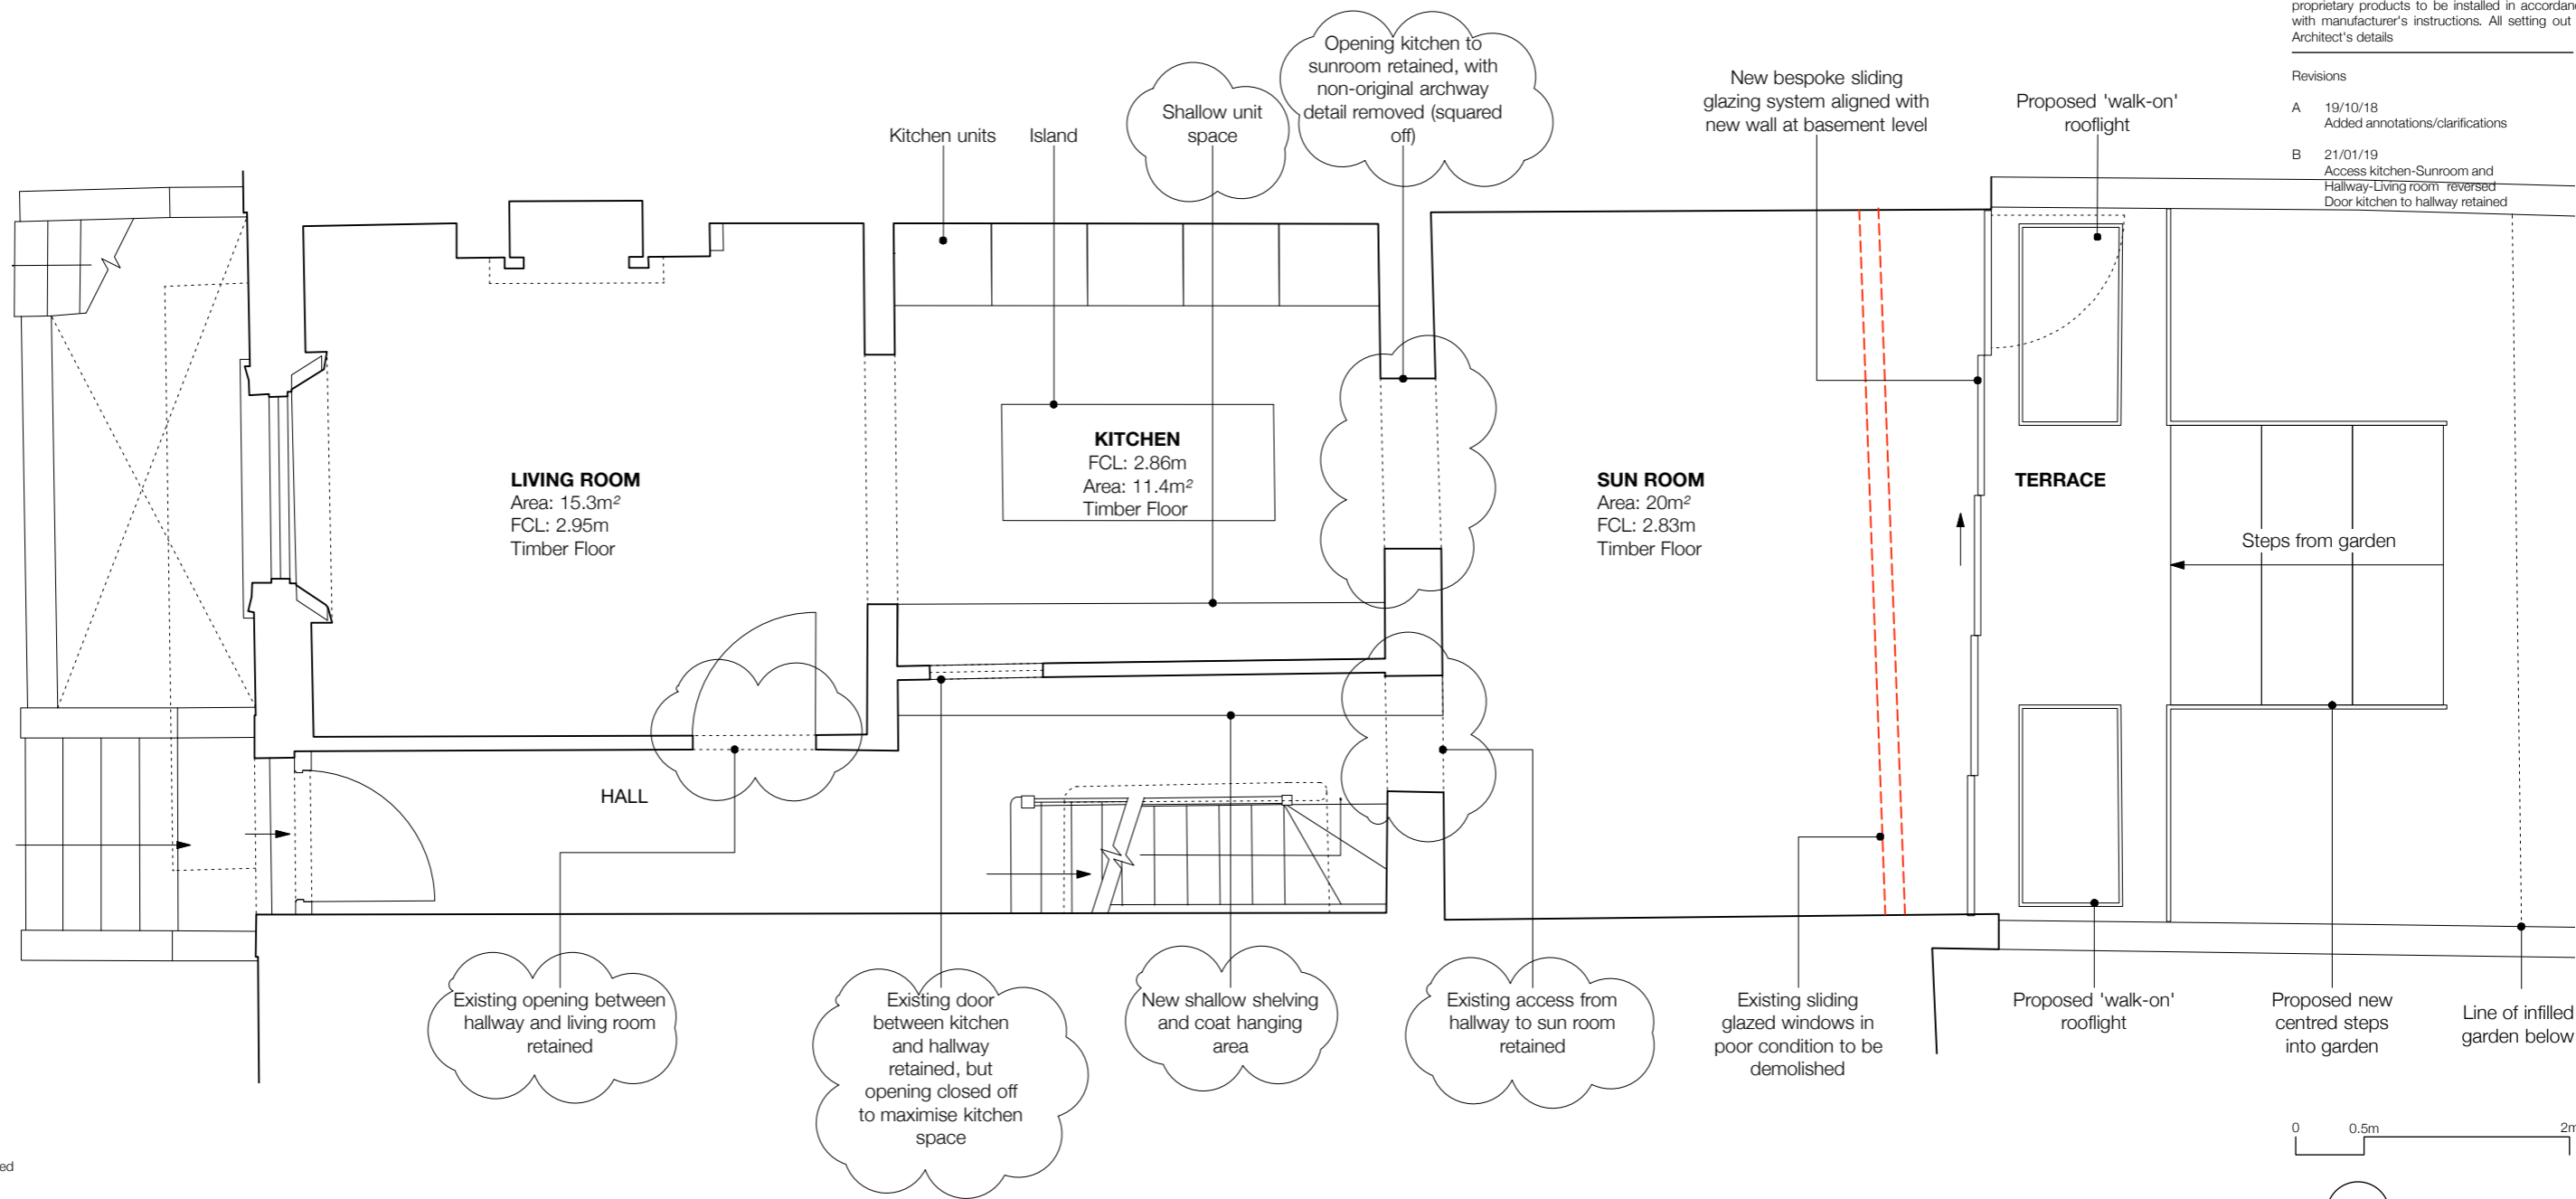 proprietary products to be installed in
with manufacturer's instructions. All setting out
Architect's details
Revisions
A 19/10/18
Added annotations/clarifications
B 21/01/19
Access kitchen-Sunroom and
Hallway-Living room reversed
Door kitchen to hallway retained
Opening kitchen to
sunroom retained, with
non-original archway
detail removed (squared
off)
Shallow unit
space
Kitchen units
Island
New bespoke sliding
glazing system aligned with
new wall at basement level
Proposed 'walk-on'
rooflight
LIVING ROOM
Area: 15.3m²
FCL: 2.95m
Timber Floor
KITCHEN
FCL: 2.86m
Area: 11.4m²
Timber Floor
SUN ROOM
Area: 20m²
FCL: 2.83m
Timber Floor
TERRACE
Steps from garden
HALL
Existing opening between
hallway and living room
retained
Existing door
between kitchen
and hallway
retained, but
opening closed off
to maximise kitchen
space
New shallow shelving
and coat hanging
area
Existing access from
hallway to sun room
retained
Existing sliding
glazed windows in
poor condition to be
demolished
Proposed 'walk-on'
rooflight
Proposed new
centred steps
into garden
Line of infilled
garden below
0 0.5m 2m
ed